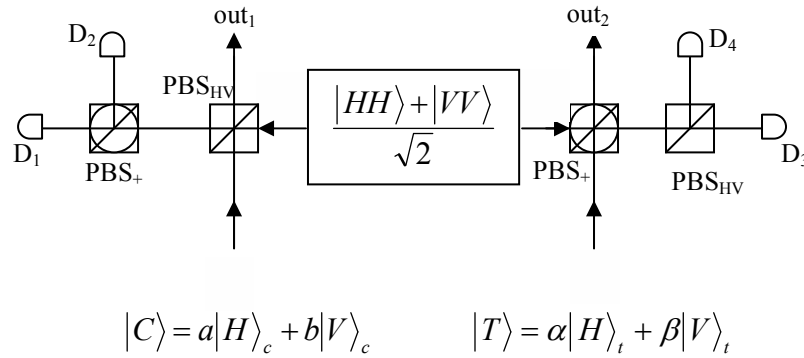 out₁
out₂
D₂
D₄
PBS_HV
|HH⟩+|VV⟩
√2
D₁
PBS₊
PBS₊
PBS_HV
D₃
|C⟩ = a|H⟩_c + b|V⟩_c
|T⟩ = α|H⟩_t + β|V⟩_t